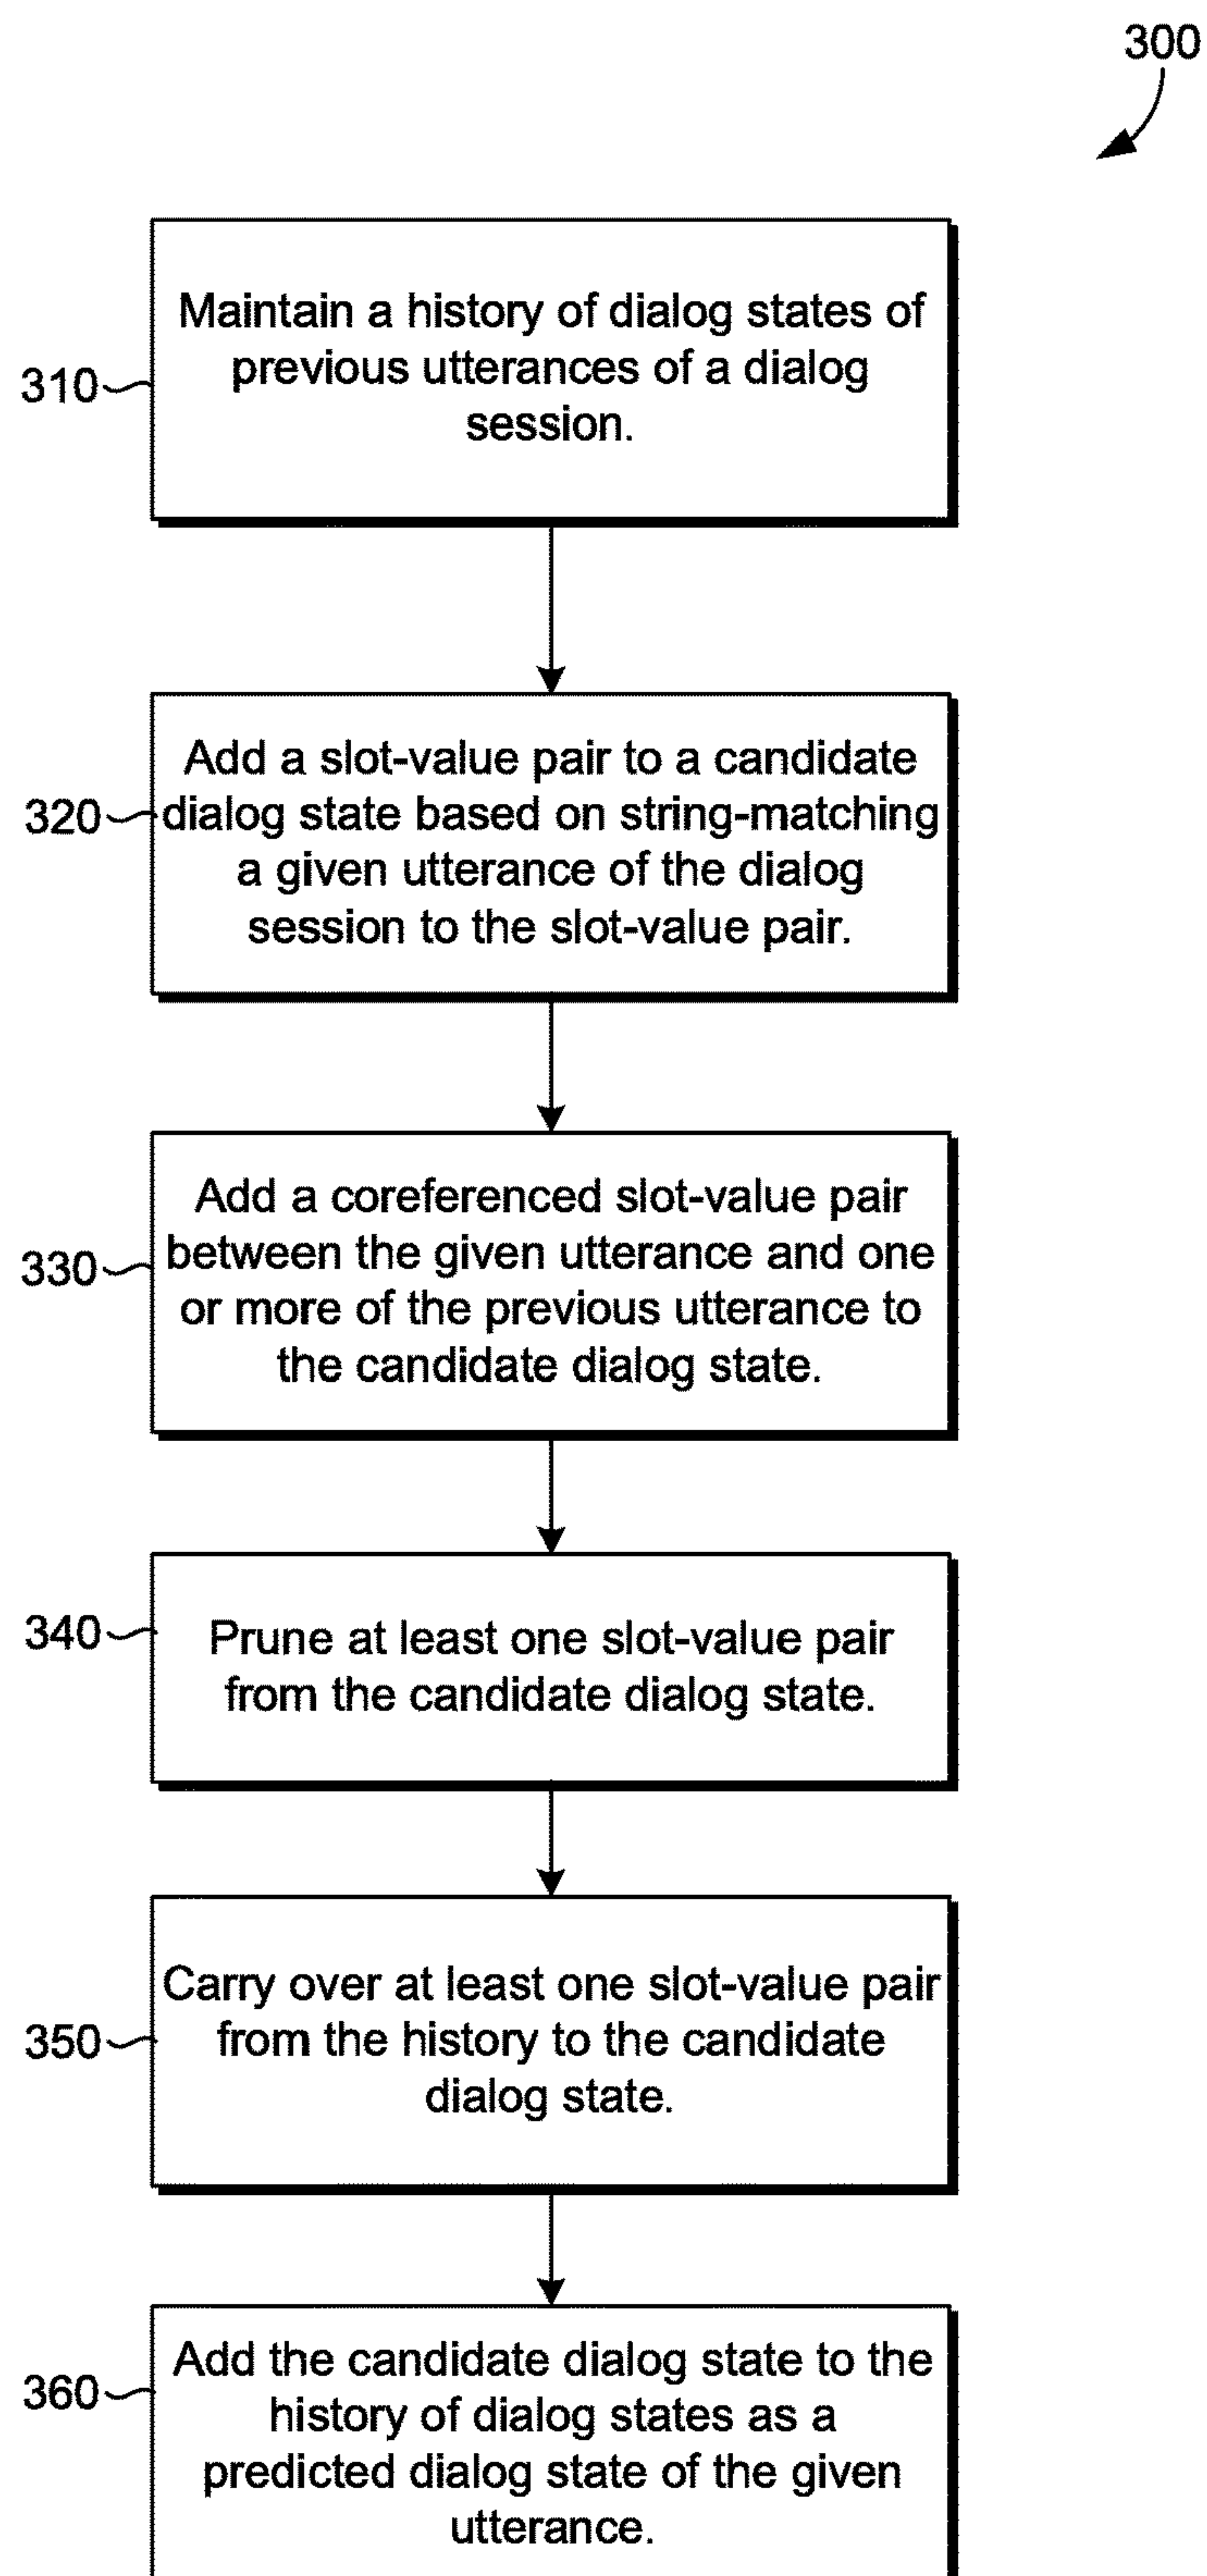 300
Maintain a history of dialog states of
previous utterances of a dialog
session.
310
Add a slot-value pair to a candidate
dialog state based on string-matching
a given utterance of the dialog
session to the slot-value pair.
320
Add a coreferenced slot-value pair
between the given utterance and one
or more of the previous utterance to
the candidate dialog state.
330
Prune at least one slot-value pair
from the candidate dialog state.
340
Carry over at least one slot-value pair
from the history to the candidate
dialog state.
350
Add the candidate dialog state to the
history of dialog states as a
predicted dialog state of the given
utterance.
360